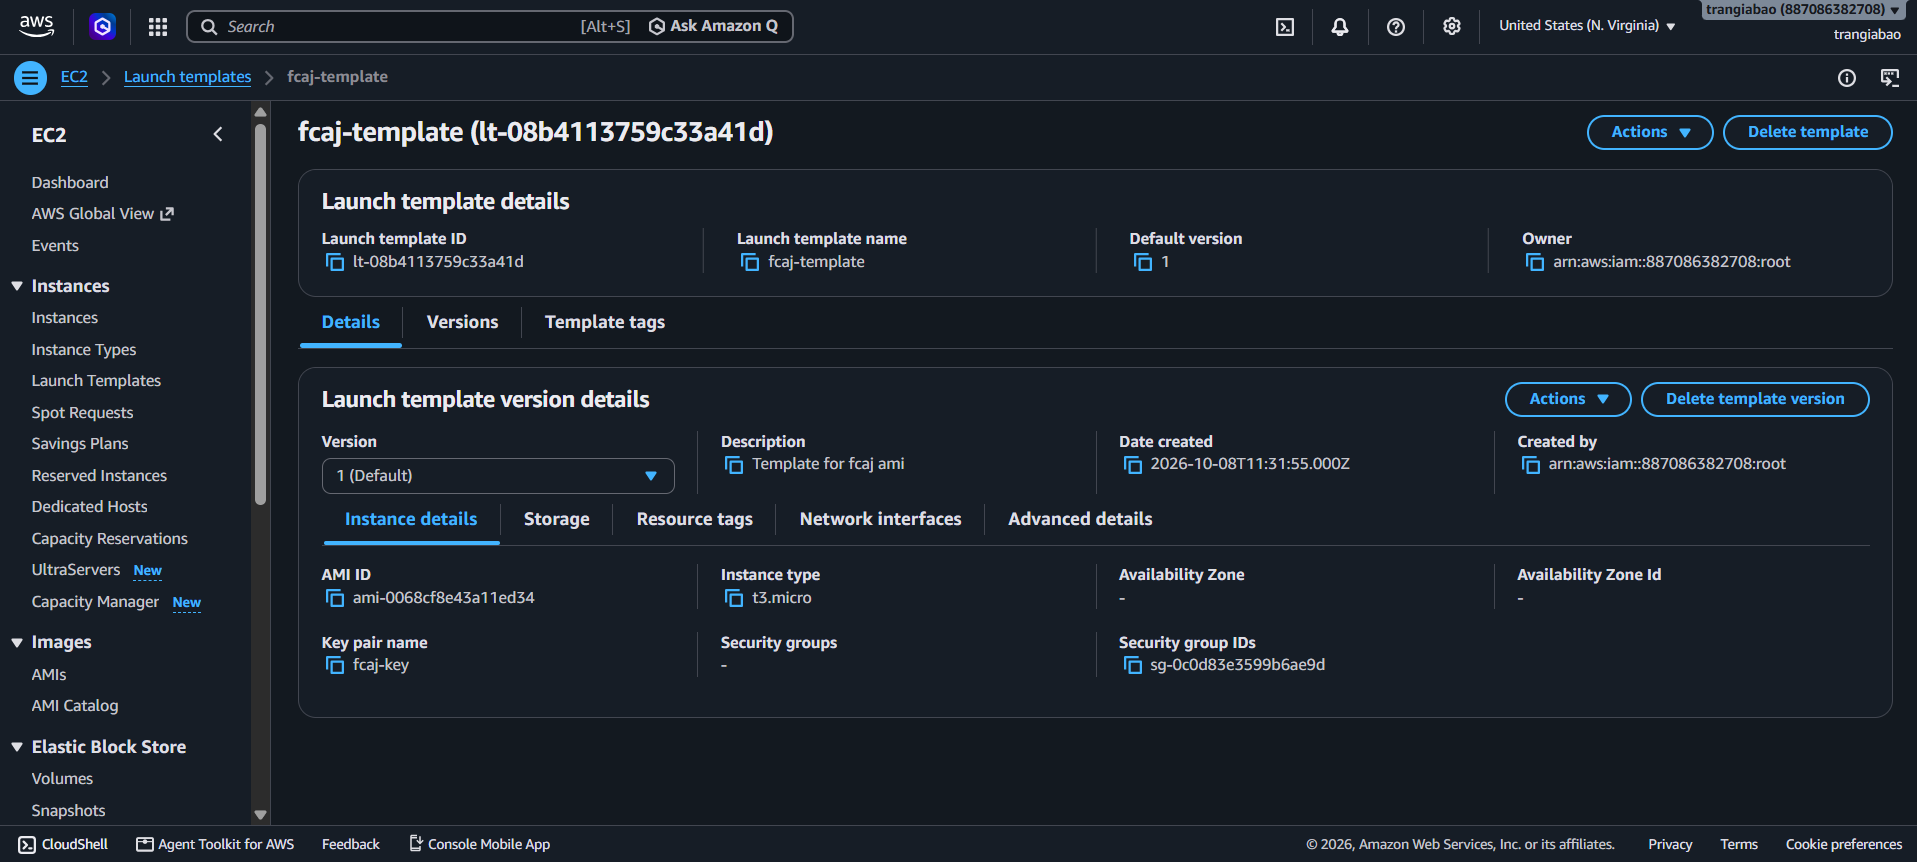 aws
Search [Alt+S] Ask Amazon Q
United States (N. Virginia)
trangiabao (887086382708)
trangiabao
EC2 Launch templates fcaj-template
EC2
Dashboard
AWS Global View
Events
Instances
Instances
Instance Types
Launch Templates
Spot Requests
Savings Plans
Reserved Instances
Dedicated Hosts
Capacity Reservations
UltraServers New
Capacity Manager New
Images
AMIs
AMI Catalog
Elastic Block Store
Volumes
Snapshots
fcaj-template (lt-08b4113759c33a41d)
Actions Delete template
Launch template details
Launch template ID
lt-08b4113759c33a41d
Launch template name
fcaj-template
Default version
1
Owner
arn:aws:iam::887086382708:root
Details Versions Template tags
Launch template version details
Actions Delete template version
Version
1 (Default)
Description
Template for fcaj ami
Date created
2026-10-08T11:31:55.000Z
Created by
arn:aws:iam::887086382708:root
Instance details Storage Resource tags Network interfaces Advanced details
AMI ID
ami-0068cf8e43a11ed34
Instance type
t3.micro
Availability Zone
-
Availability Zone Id
-
Key pair name
fcaj-key
Security groups
-
Security group IDs
sg-0c0d83e3599b6ae9d
CloudShell Agent Toolkit for AWS Feedback Console Mobile App
© 2026, Amazon Web Services, Inc. or its affiliates. Privacy Terms Cookie preferences